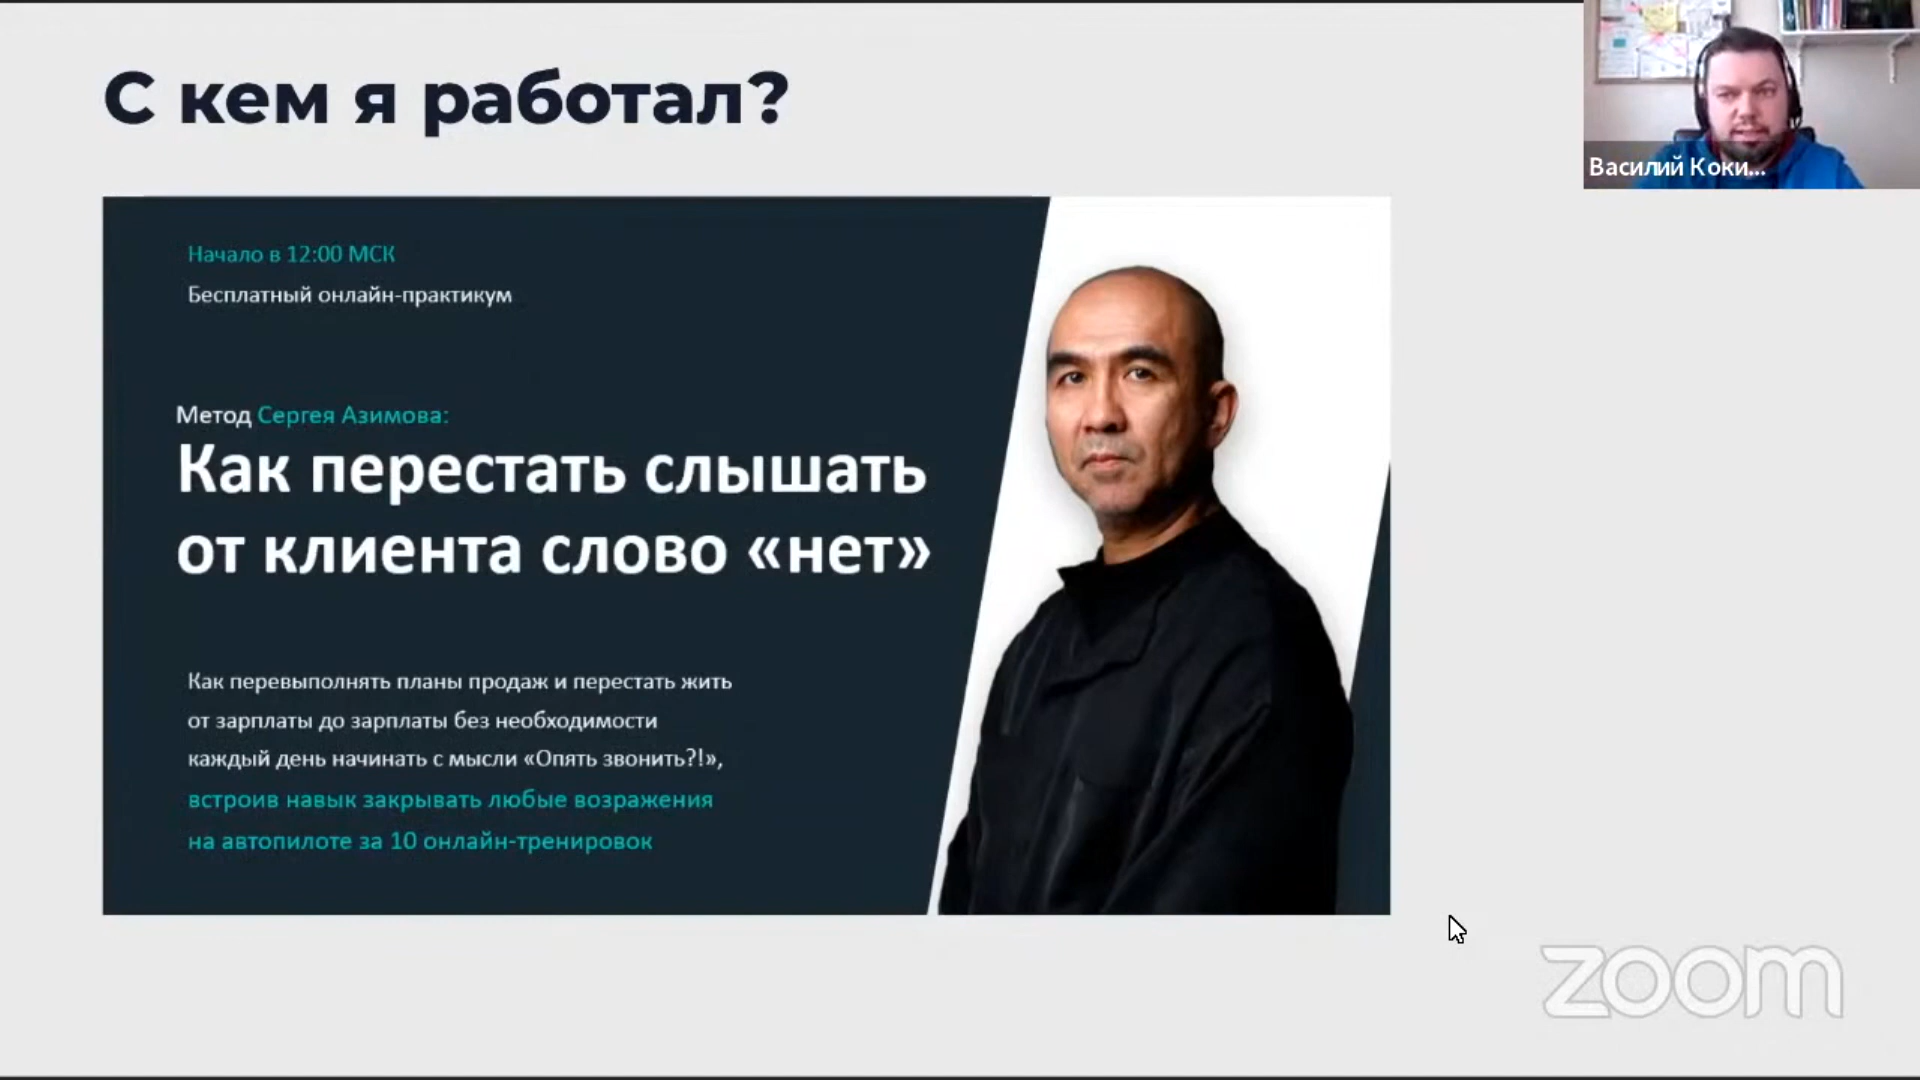 С кем я работал?
Василий Коки...
Начало в 12:00 МСК
Бесплатный онлайн-практикум
Метод Сергея Азимова:
Как перестать слышать
от клиента слово «нет»
Как перевыполнять планы продаж и перестать жить
от зарплаты до зарплаты без необходимости
каждый день начинать с мысли «Опять звонить?!»,
встроив навык закрывать любые возражения
на автопилоте за 10 онлайн-тренировок
zoom